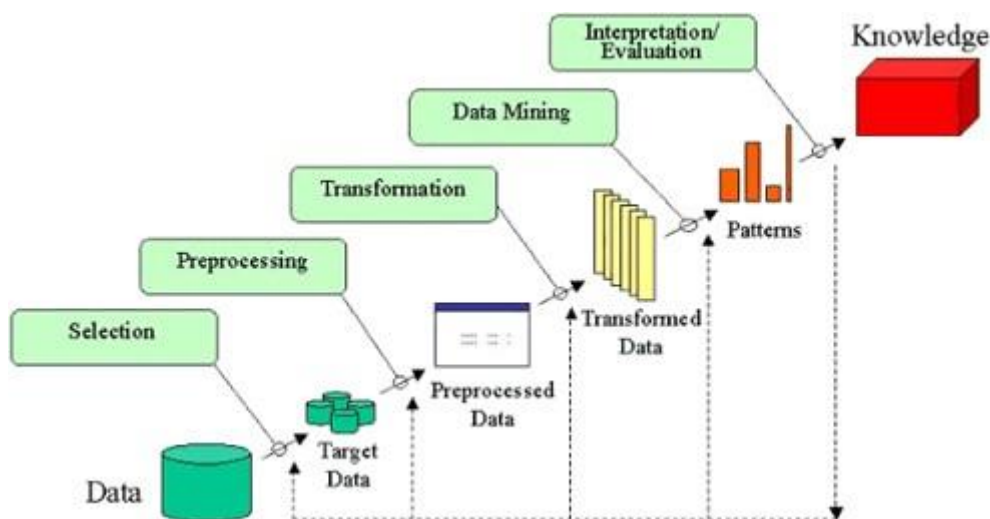 Interpretation/
Evaluation
Knowledge
Data Mining
Transformation
Patterns
Preprocessing
Transformed
Data
Selection
Preprocessed
Data
Target
Data
Data